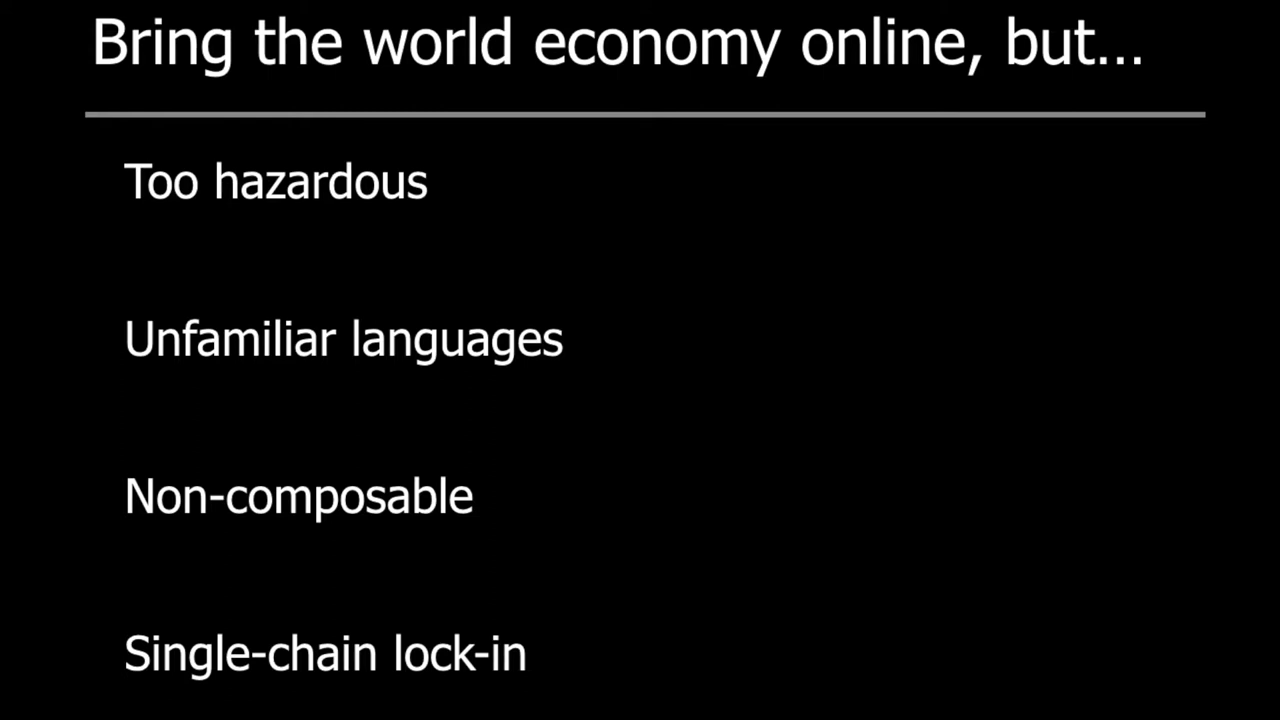 Bring the world economy online, but…
Too hazardous
Unfamiliar languages
Non-composable
Single-chain lock-in